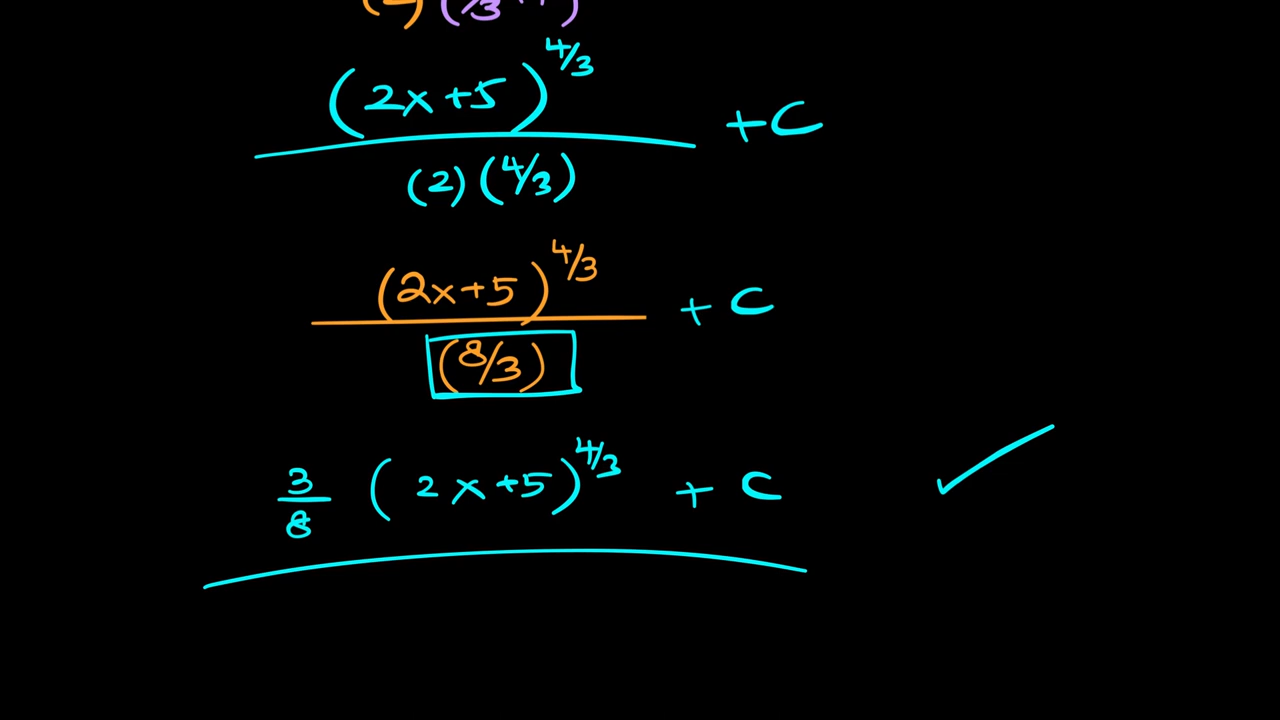 (2x+5)^4/3
+C
(2)(4/3)
(2x+5)^4/3
+ C
(8/3)
3/8 (2x+5)^4/3 + C